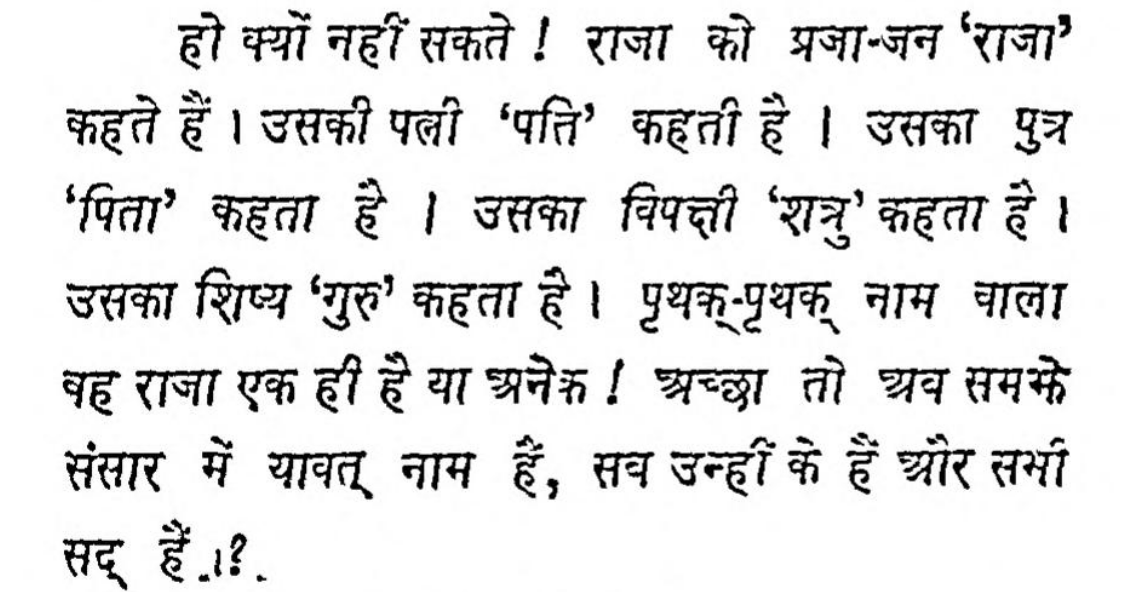 हो क्यों नहीं सकते ! राजा को प्रजा-जन ‘राजा’
कहते हैं । उसकी पत्नी ‘पति’ कहती है । उसका पुत्र
‘पिता’ कहता है । उसका विपक्षी ‘शत्रु’ कहता है ।
उसका शिष्य ‘गुरु’ कहता है । पृथक्-पृथक् नाम वाला
वह राजा एक ही है या अनेक ! अच्छा तो अब समझे
संसार में यावत् नाम हैं, सब उन्हीं के हैं और सभी
सद् हैं ।?.